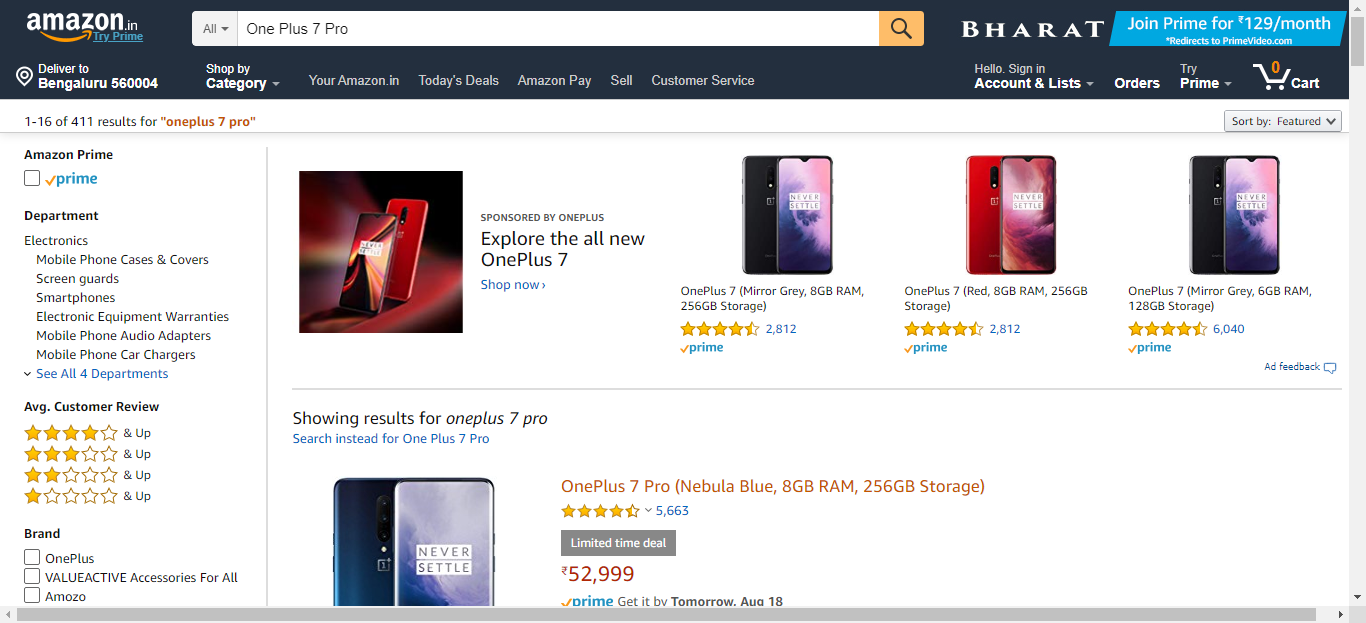 amazon.in
Try Prime
All
One Plus 7 Pro
BHARAT
Join Prime for ₹129/month
*Redirects to PrimeVideo.com
Deliver to
Bengaluru 560004
Shop by
Category
Your Amazon.in
Today's Deals
Amazon Pay
Sell
Customer Service
Hello. Sign in
Account & Lists
Orders
Try
Prime
0
Cart
1-16 of 411 results for "oneplus 7 pro"
Sort by: Featured
Amazon Prime
prime
Department
Electronics
Mobile Phone Cases & Covers
Screen guards
Smartphones
Electronic Equipment Warranties
Mobile Phone Audio Adapters
Mobile Phone Car Chargers
See All 4 Departments
Avg. Customer Review
& Up
& Up
& Up
& Up
Brand
OnePlus
VALUEACTIVE Accessories For All
Amozo
NEVER
SETTLE
SPONSORED BY ONEPLUS
Explore the all new
OnePlus 7
Shop now ›
NEVER
SETTLE
OnePlus 7 (Mirror Grey, 8GB RAM,
256GB Storage)
2,812
prime
NEVER
SETTLE
OnePlus 7 (Red, 8GB RAM, 256GB
Storage)
2,812
prime
NEVER
SETTLE
OnePlus 7 (Mirror Grey, 6GB RAM,
128GB Storage)
6,040
prime
Ad feedback
Showing results for oneplus 7 pro
Search instead for One Plus 7 Pro
NEVER
SETTLE
OnePlus 7 Pro (Nebula Blue, 8GB RAM, 256GB Storage)
5,663
Limited time deal
₹52,999
prime Get it by Tomorrow, Aug 18